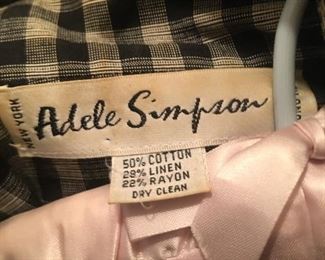 NEW YORK
Adele Simpson
50% COTTON
28% LINEN
22% RAYON
DRY CLEAN